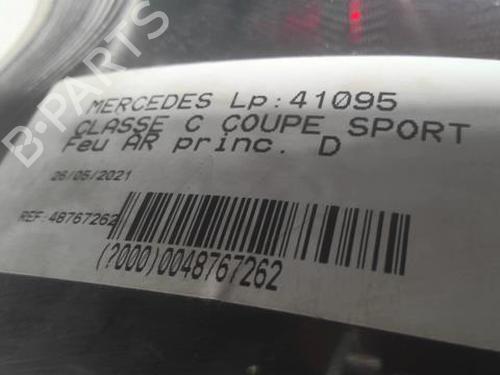 B-PARTS
MERCEDES Lp:41095
CLASSE C COUPE SPORT
Feu AR princ. D
26/05/2021
REF:48767262
(?000)0048767262